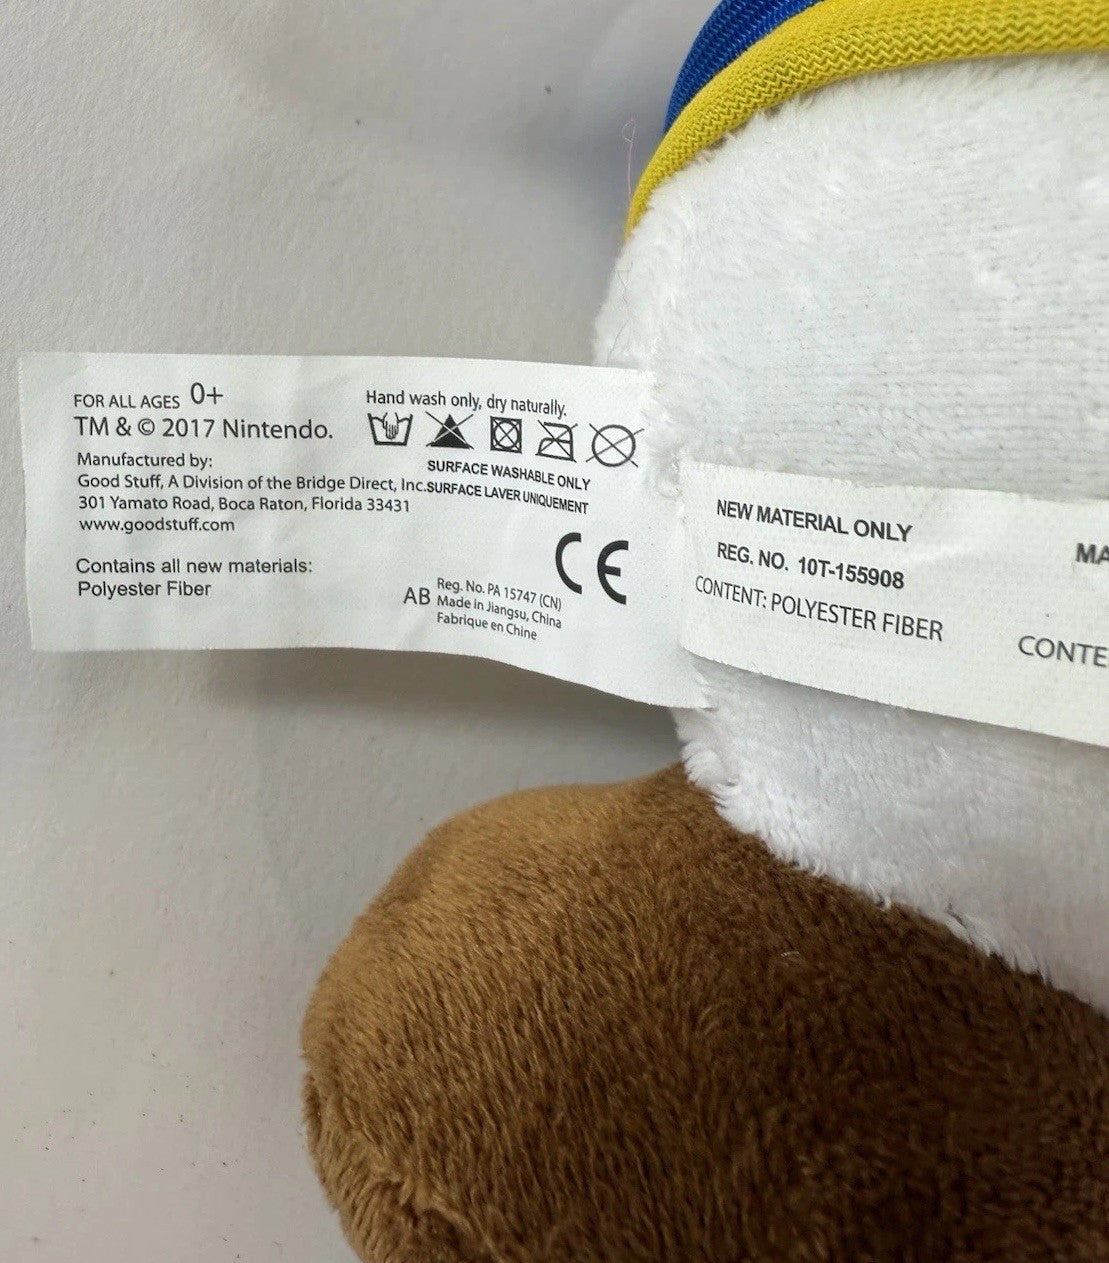 FOR ALL AGES 0+
TM & © 2017 Nintendo.
Manufactured by:
Good Stuff, A Division of the Bridge Direct, Inc.
301 Yamato Road, Boca Raton, Florida 33431
www.goodstuff.com
Contains all new materials:
Polyester Fiber
Hand wash only, dry naturally.
SURFACE WASHABLE ONLY
SURFACE LAVER UNIQUEMENT
CE
AB
Reg. No. PA 15747 (CN)
Made in Jiangsu, China
Fabrique en Chine
NEW MATERIAL ONLY
REG. NO. 10T-155908
CONTENT: POLYESTER FIBER
MA
CONTE